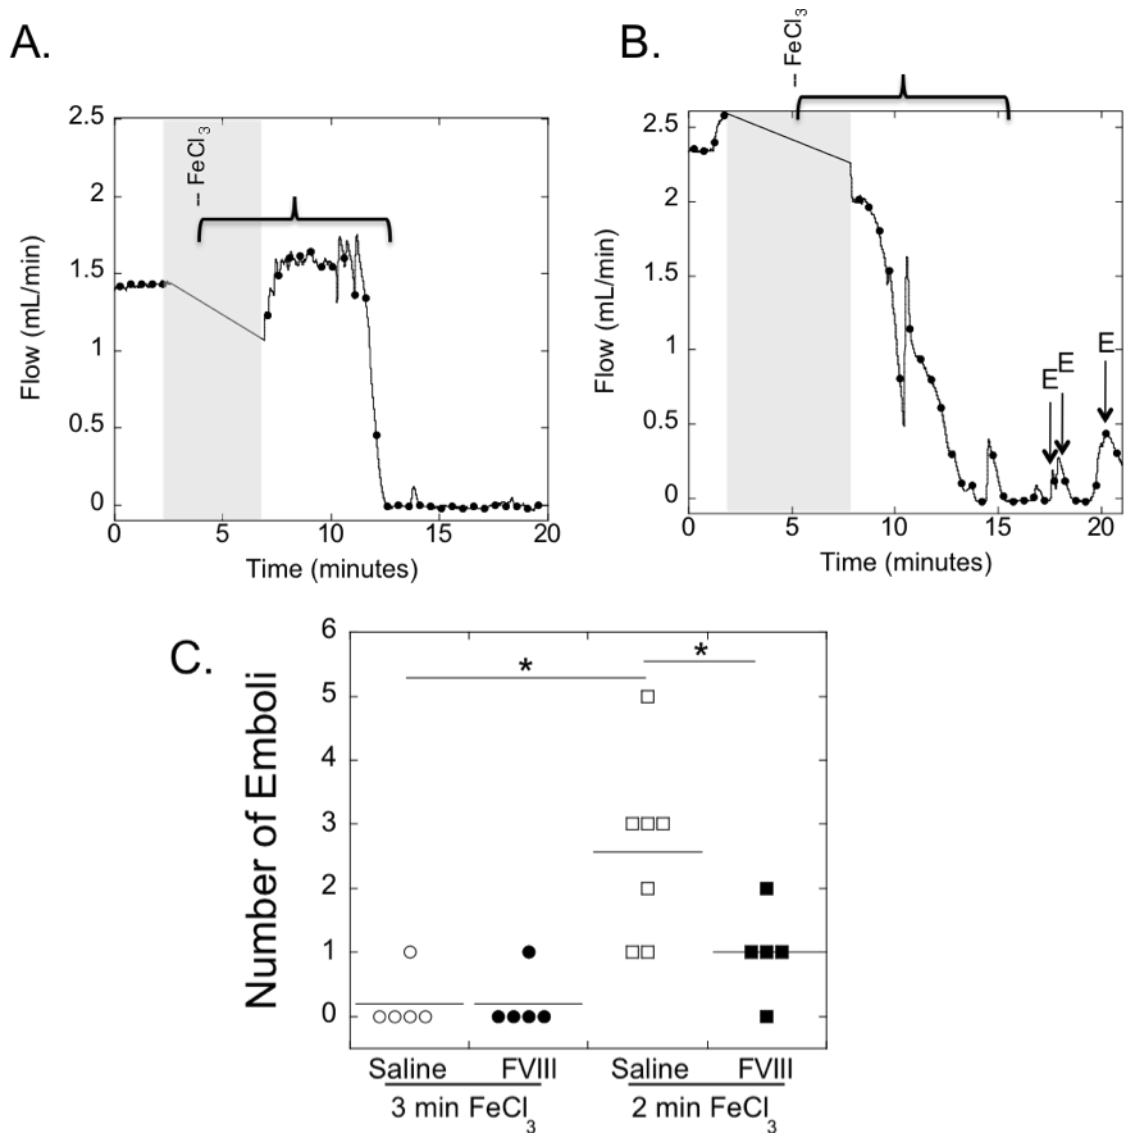 A.
-- FeCl3
2.5
2
1.5
1
0.5
0
Flow (mL/min)
0 5 10 15 20
Time (minutes)
B.
-- FeCl3
2.5
2
1.5
1
0.5
0
Flow (mL/min)
E E E
0 5 10 15 20
Time (minutes)
C.
6
5
4
3
2
1
0
Number of Emboli
* *
Saline FVIII Saline FVIII
3 min FeCl3 2 min FeCl3